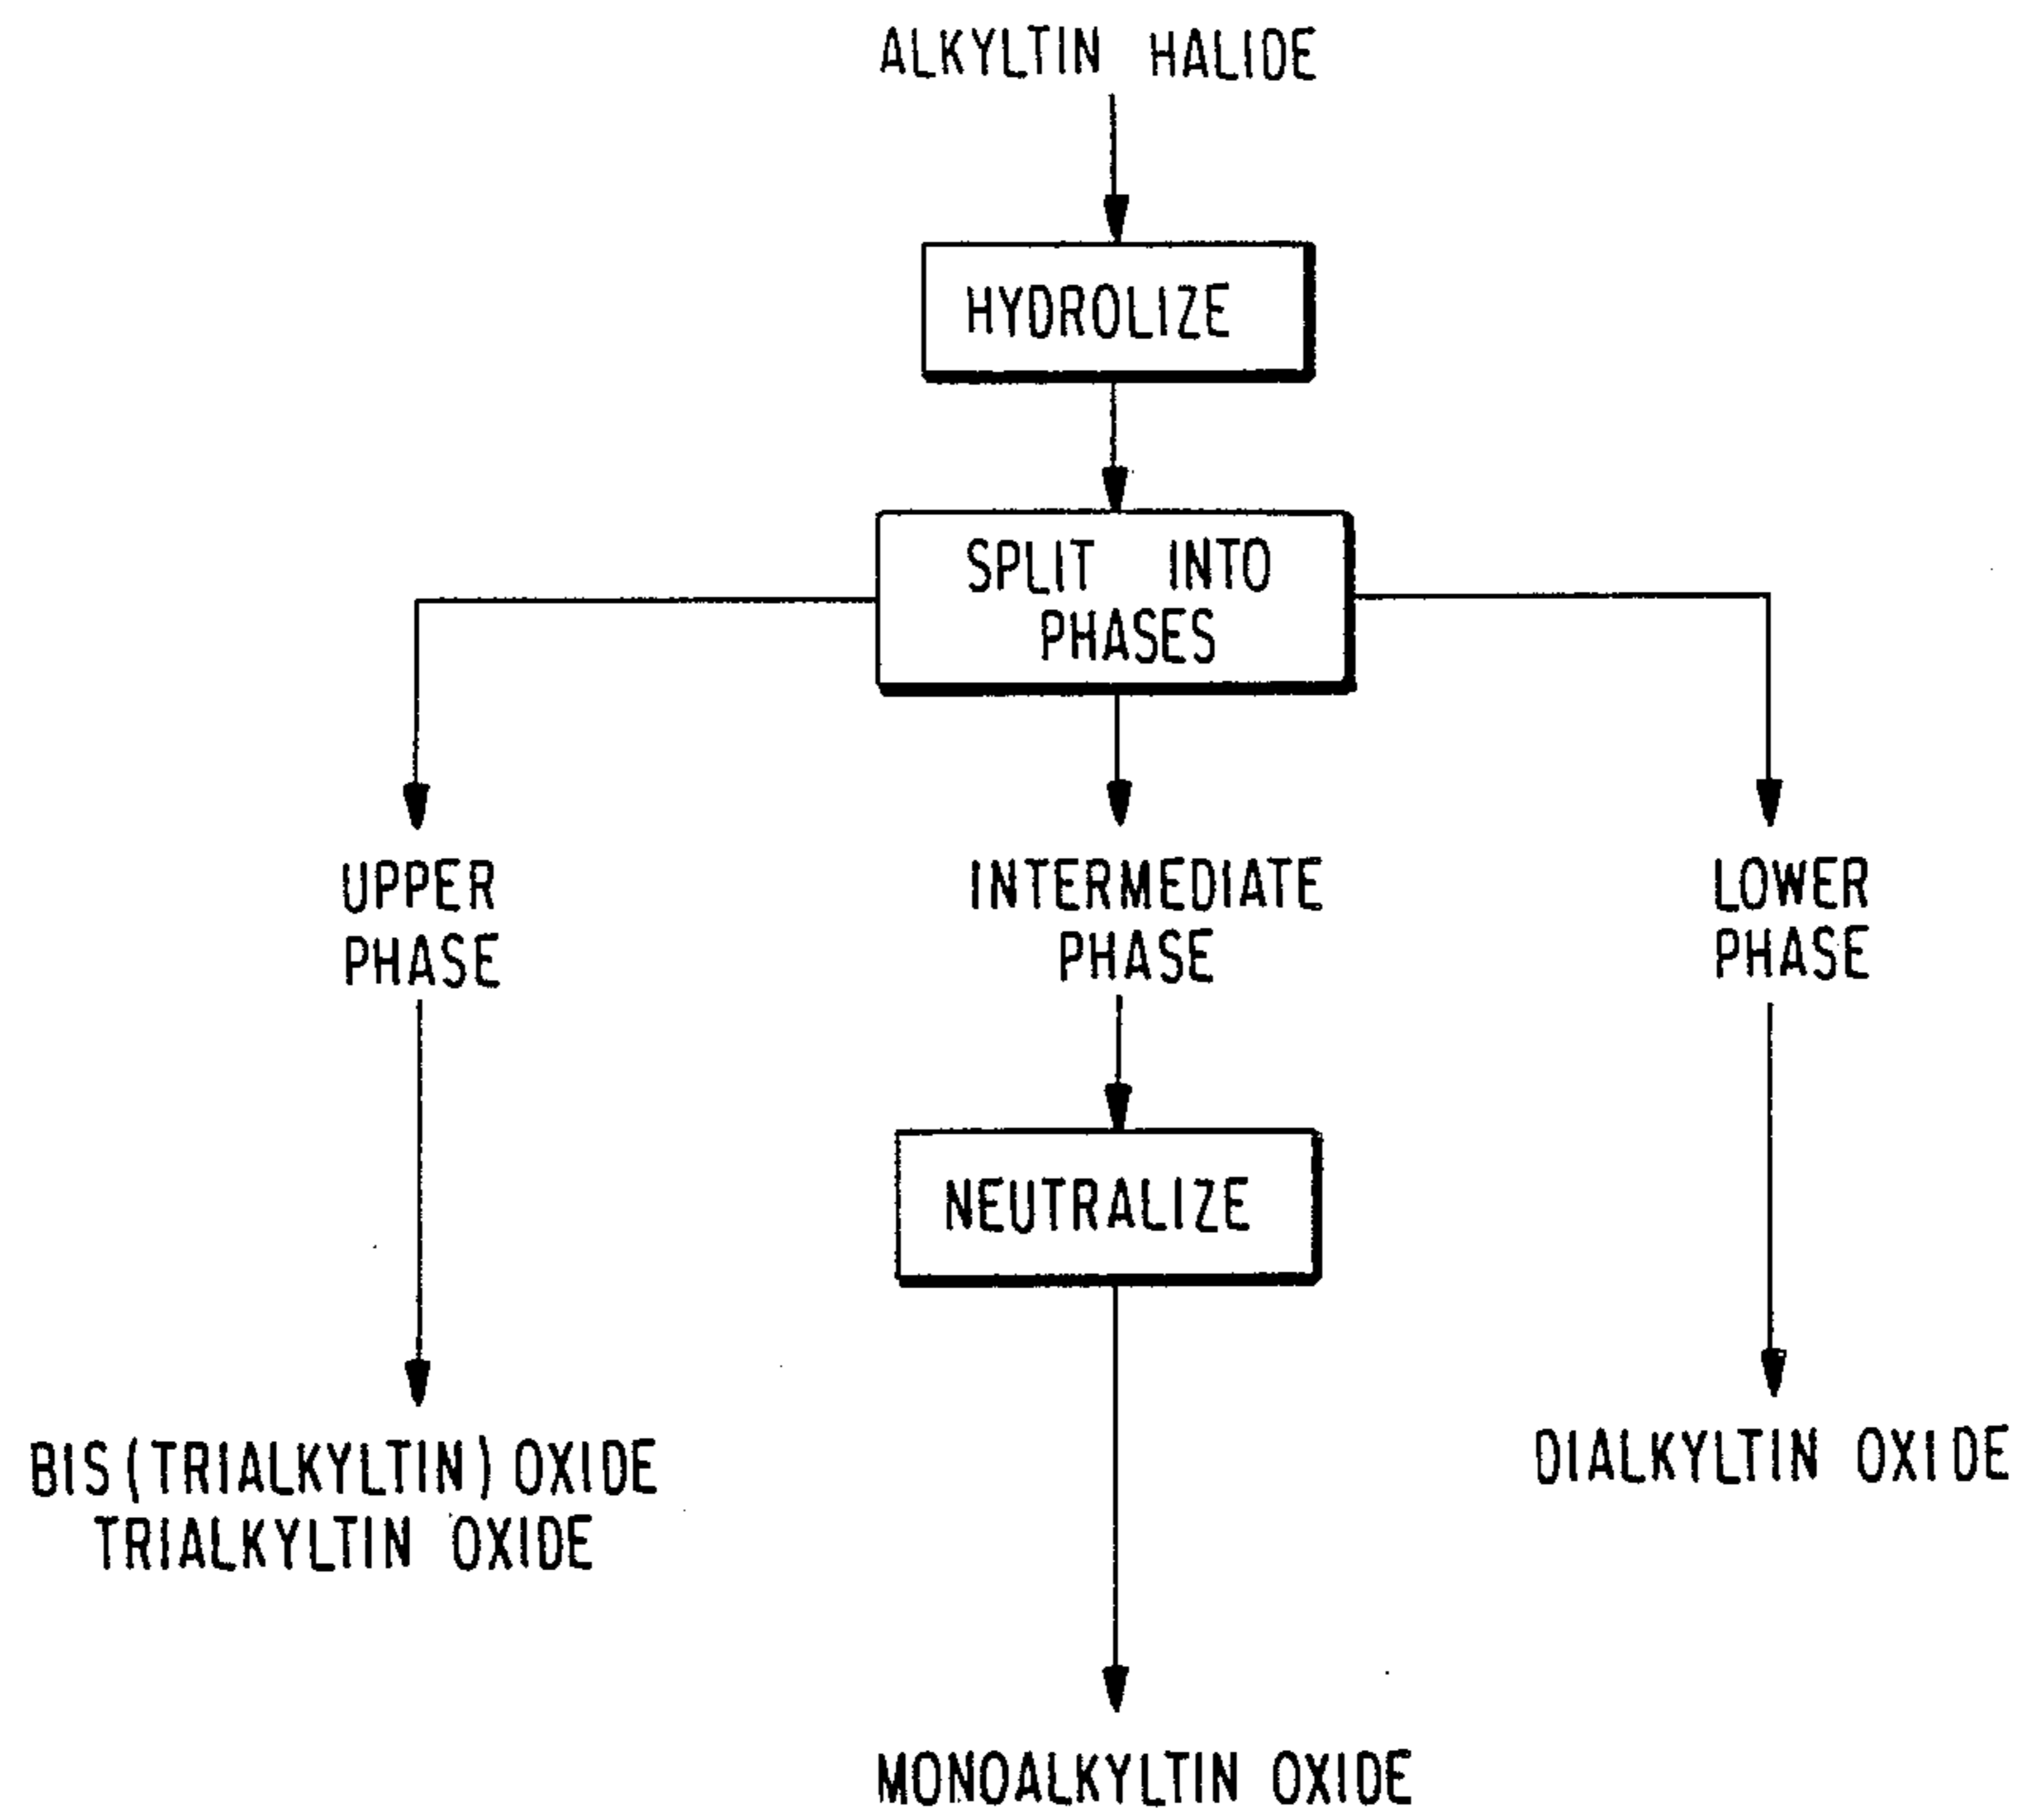 ALKYLTIN HALIDE
HYDROLIZE
SPLIT INTO
PHASES
UPPER
PHASE
INTERMEDIATE
PHASE
LOWER
PHASE
NEUTRALIZE
BIS(TRIALKYLTIN) OXIDE
TRIALKYLTIN OXIDE
DIALKYLTIN OXIDE
MONOALKYLTIN OXIDE